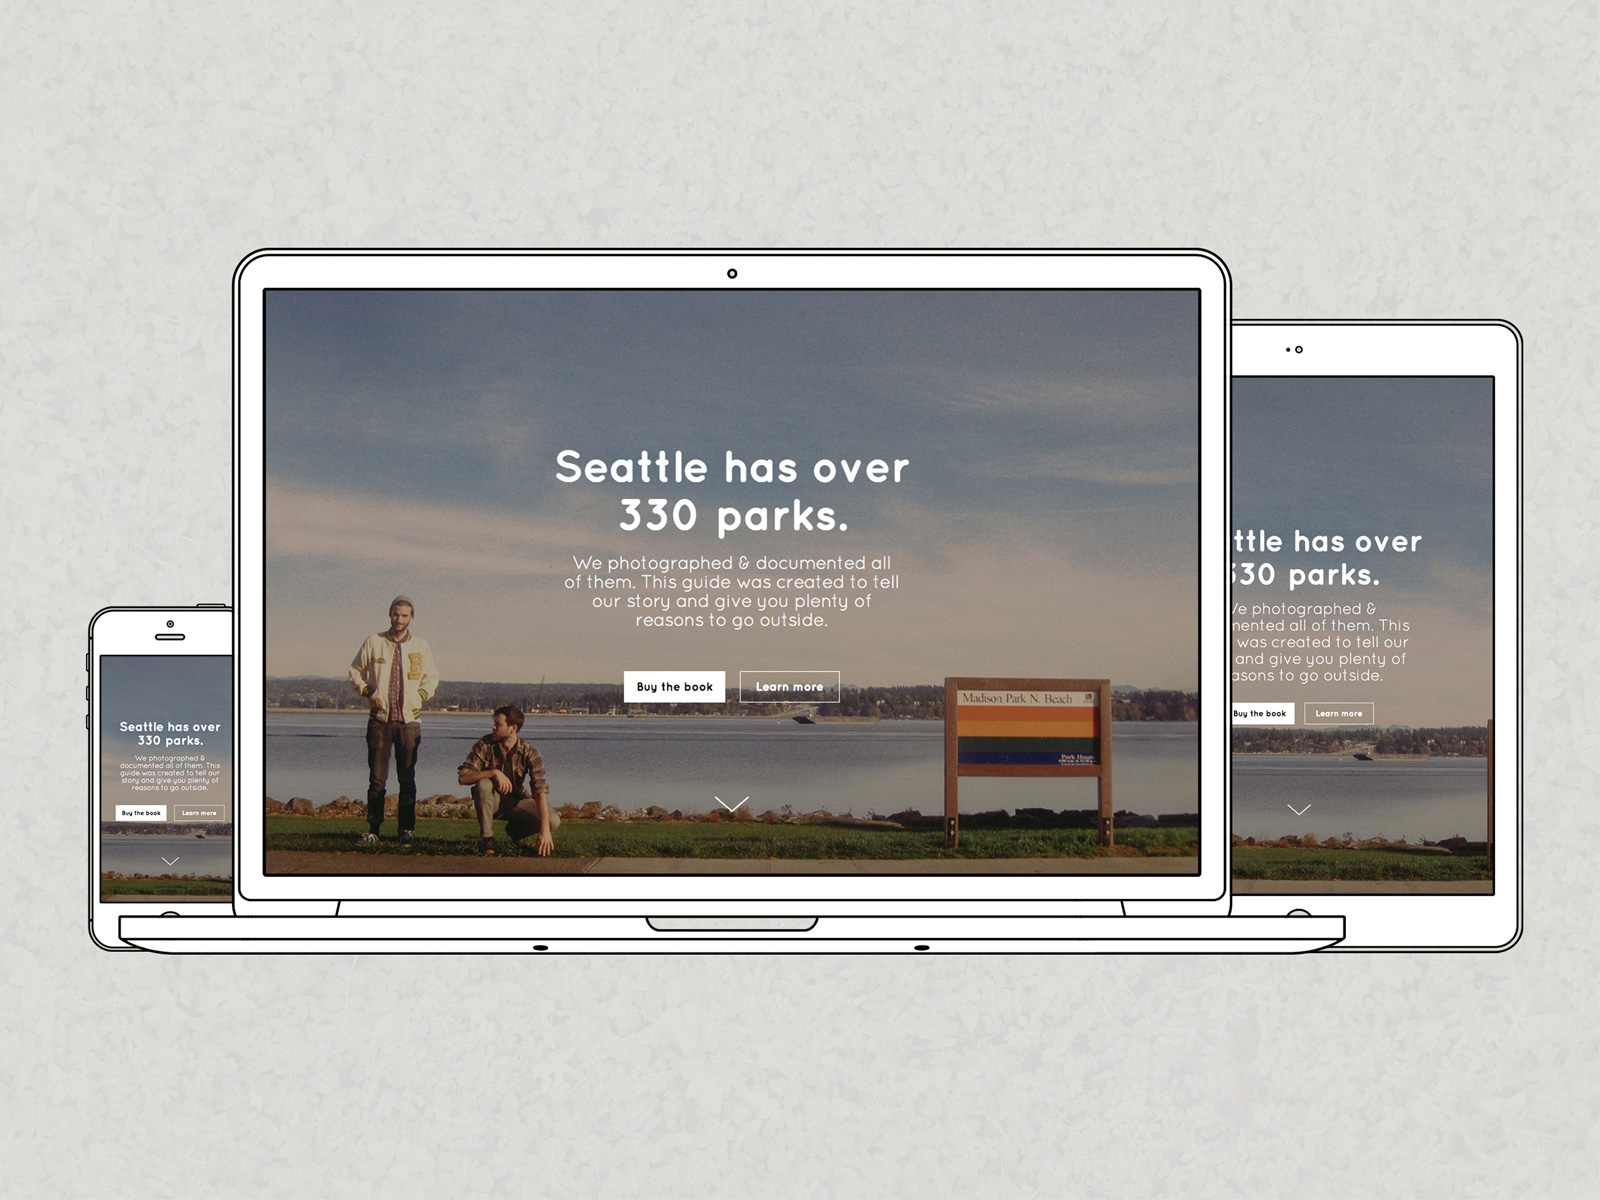 Seattle has over
330 parks.
We photographed & documented all
of them. This guide was created to tell
our story and give you plenty of
reasons to go outside.
Buy the book
Learn more
Madison Park N. Beach
Park Hours
Seattle has over
330 parks.
We photographed &
documented all of them. This
guide was created to tell our
story and give you plenty of
reasons to go outside.
Buy the book
Learn more
ttle has over
330 parks.
We photographed &
mented all of them. This
was created to tell our
and give you plenty of
asons to go outside.
Buy the book
Learn more